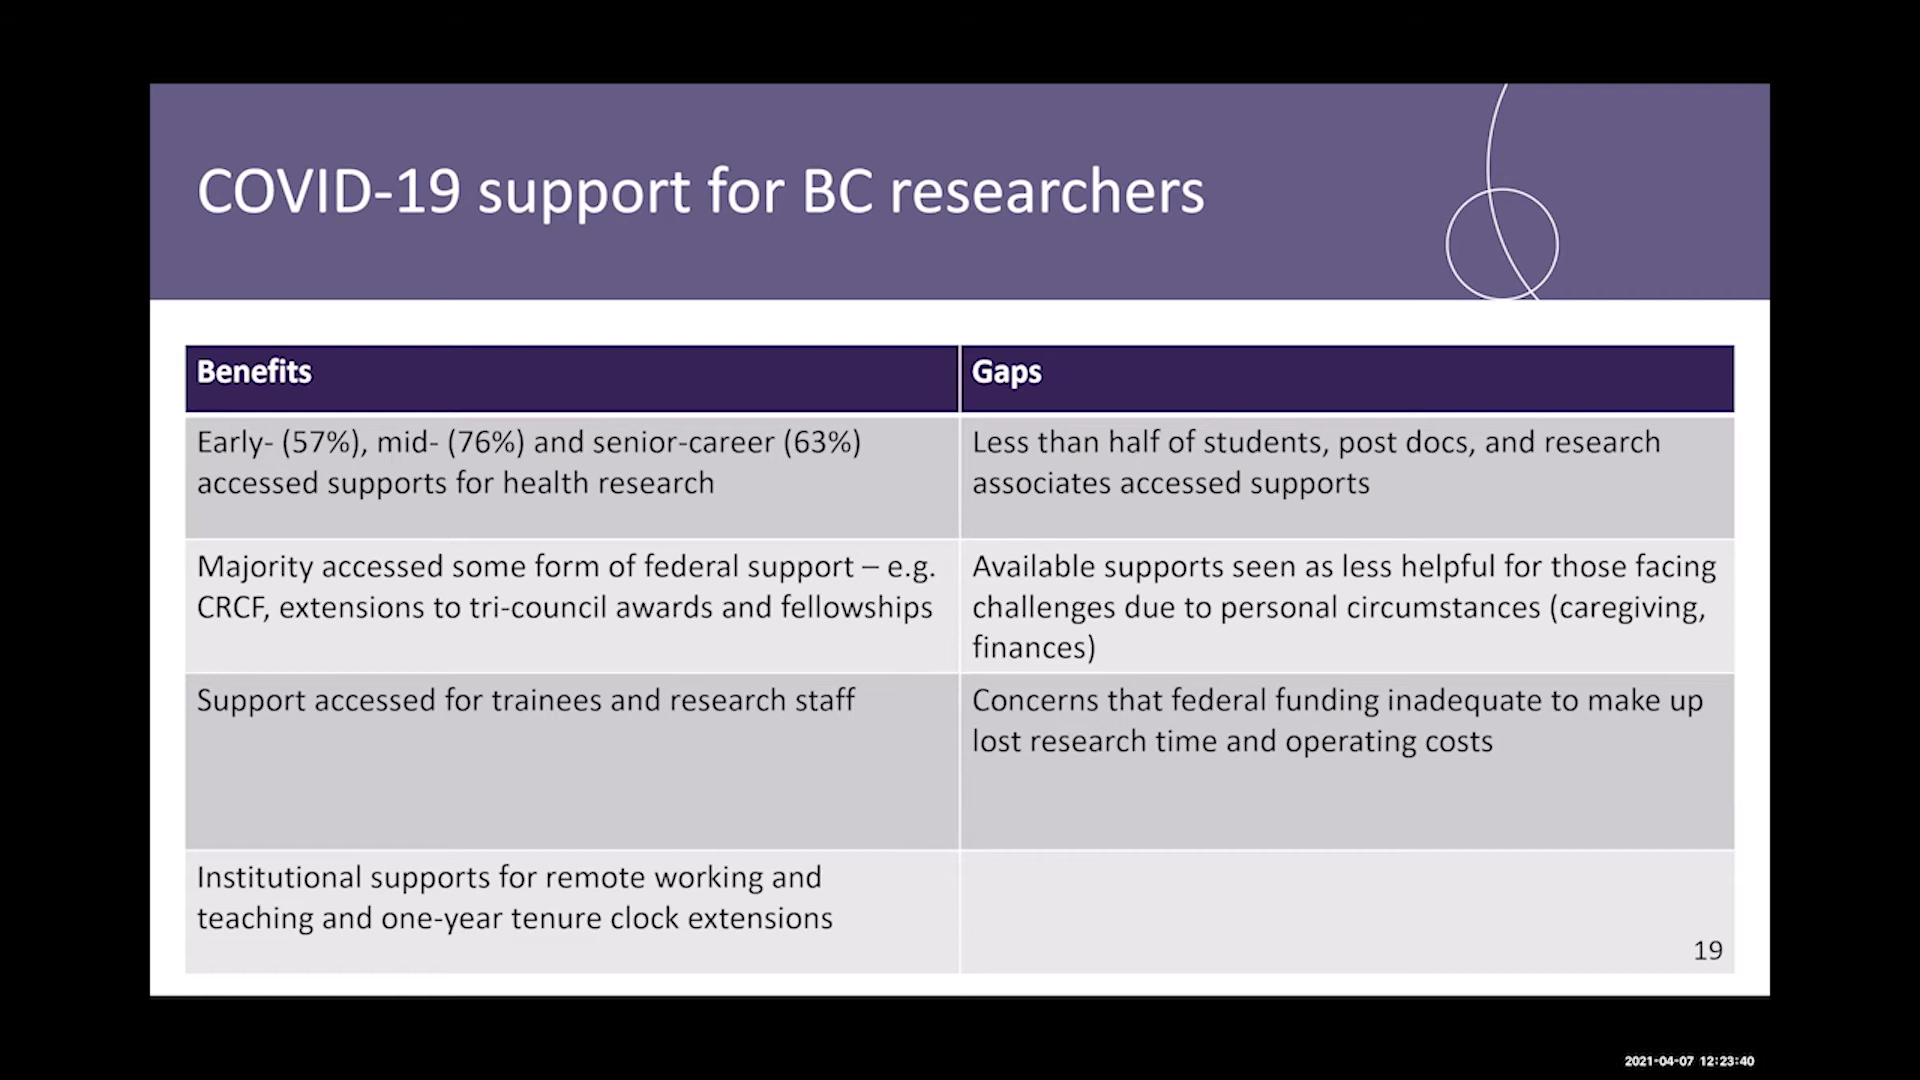 COVID-19 support for BC researchers
Benefits
Gaps
Early- (57%), mid- (76%) and senior-career (63%)
accessed supports for health research
Less than half of students, post docs, and research
associates accessed supports
Majority accessed some form of federal support – e.g.
CRCF, extensions to tri-council awards and fellowships
Available supports seen as less helpful for those facing
challenges due to personal circumstances (caregiving,
finances)
Support accessed for trainees and research staff
Concerns that federal funding inadequate to make up
lost research time and operating costs
Institutional supports for remote working and
teaching and one-year tenure clock extensions
19
2021-04-07 12:23:40